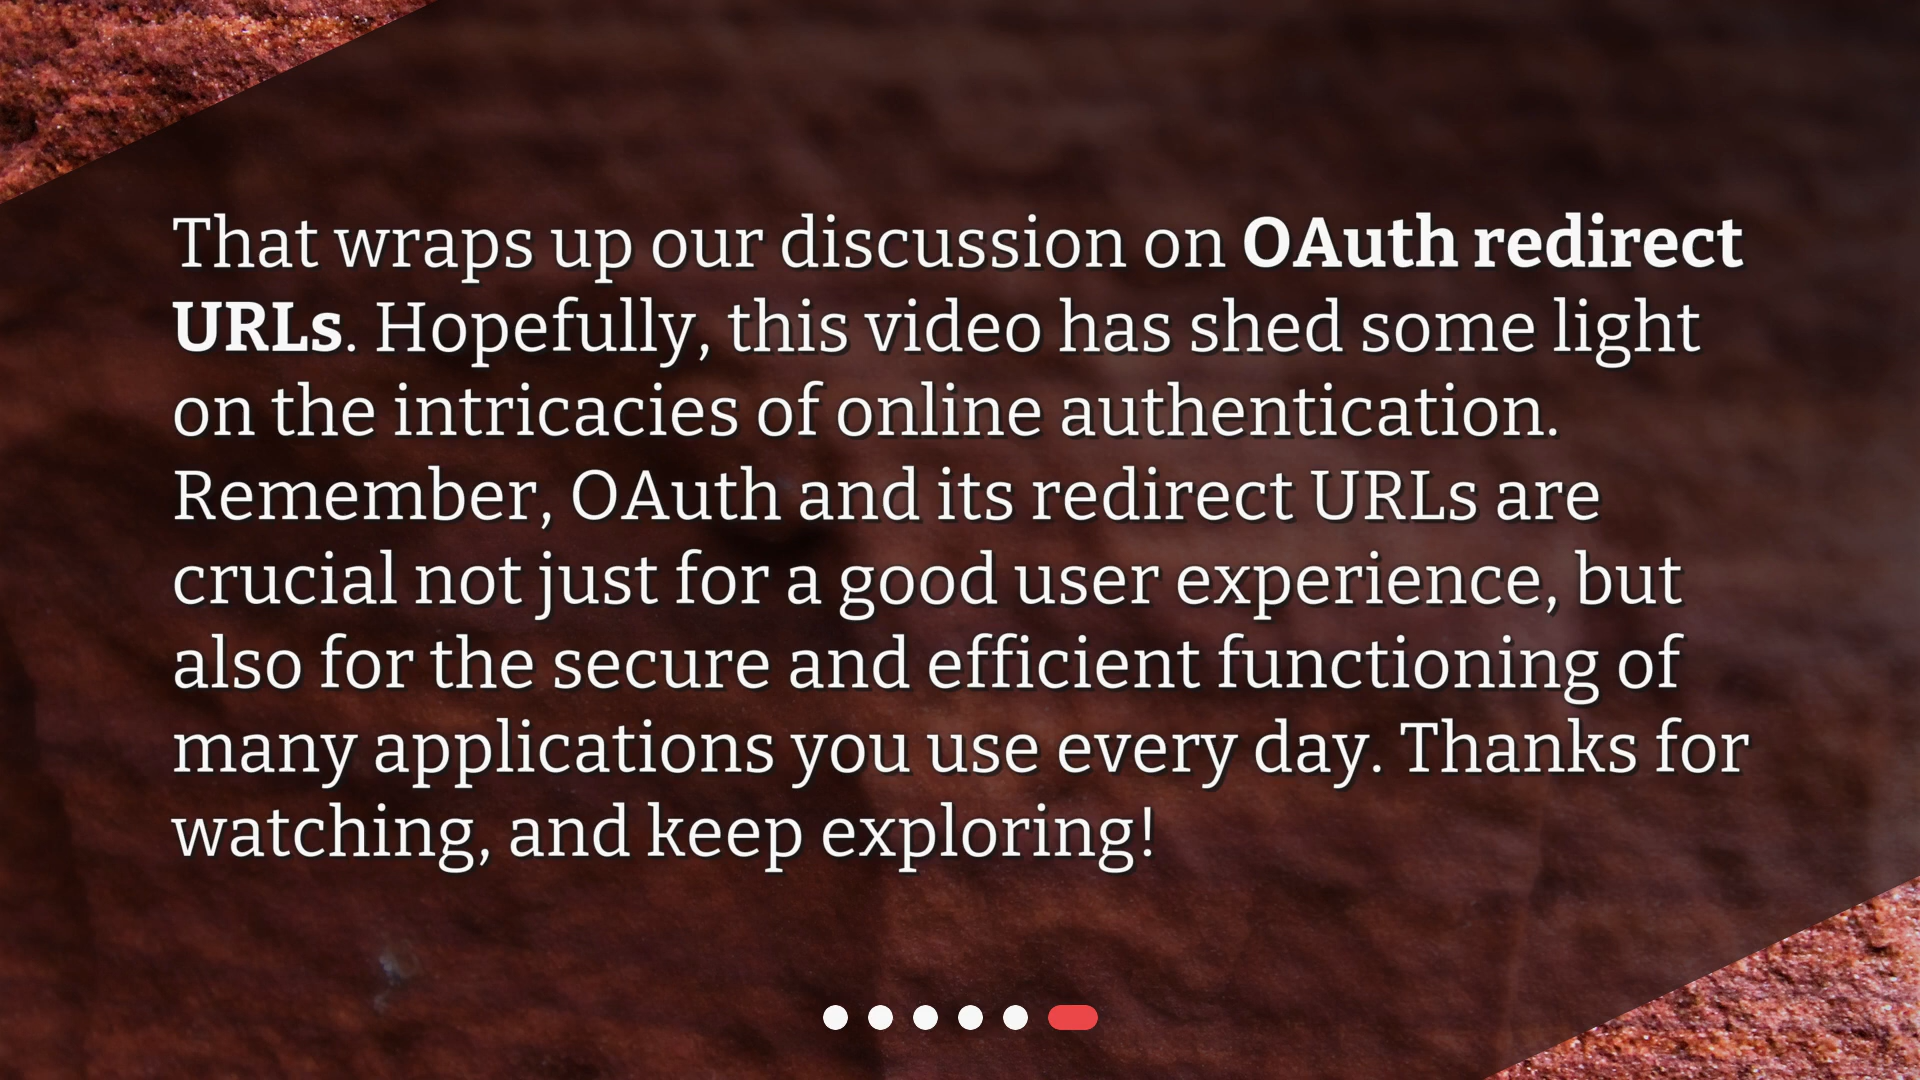 That wraps up our discussion on OAuth redirect
URLs. Hopefully, this video has shed some light
on the intricacies of online authentication.
Remember, OAuth and its redirect URLs are
crucial not just for a good user experience, but
also for the secure and efficient functioning of
many applications you use every day. Thanks for
watching, and keep exploring!